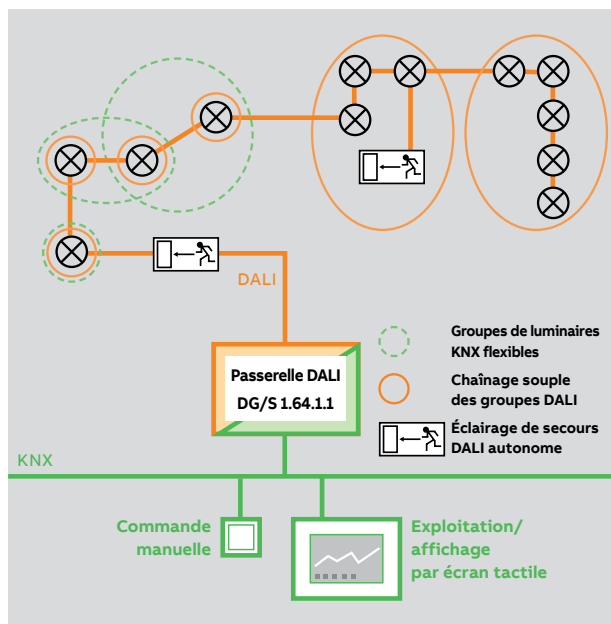 DALI
Passerelle DALI
DG/S 1.64.1.1
Groupes de luminaires
KNX flexibles
Chaînage souple
des groupes DALI
Éclairage de secours
DALI autonome
KNX
Commande
manuelle
Exploitation/
affichage
par écran tactile